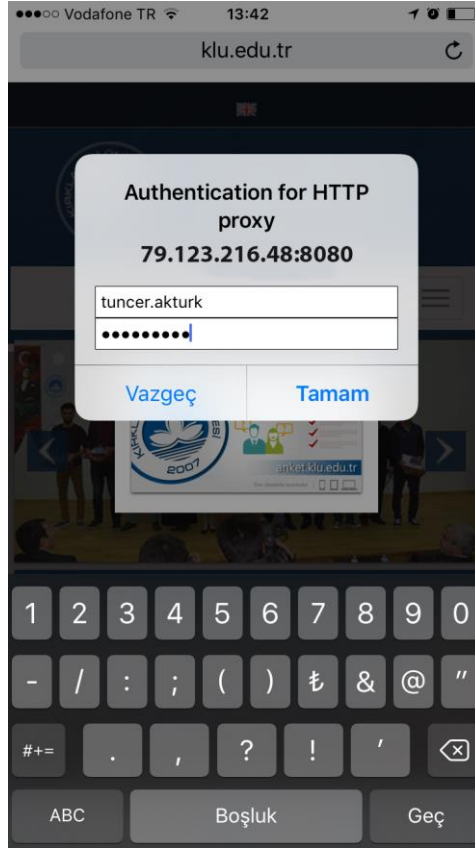 Vodafone TR 13:42
klu.edu.tr
Authentication for HTTP
proxy
79.123.216.48:8080
tuncer.akturk
•••••••••
Vazgeç Tamam
2007
anket.klu.edu.tr
1 2 3 4 5 6 7 8 9 0
- / : ; ( ) ₺ & @ "
#+= . , ? ! '
ABC Boşluk Geç